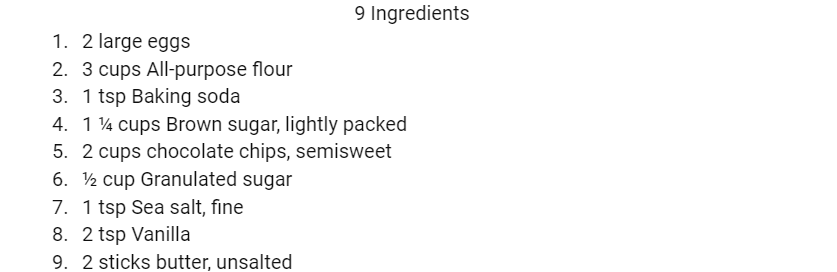 9 Ingredients
1. 2 large eggs
2. 3 cups All-purpose flour
3. 1 tsp Baking soda
4. 1 ¼ cups Brown sugar, lightly packed
5. 2 cups chocolate chips, semisweet
6. ½ cup Granulated sugar
7. 1 tsp Sea salt, fine
8. 2 tsp Vanilla
9. 2 sticks butter, unsalted